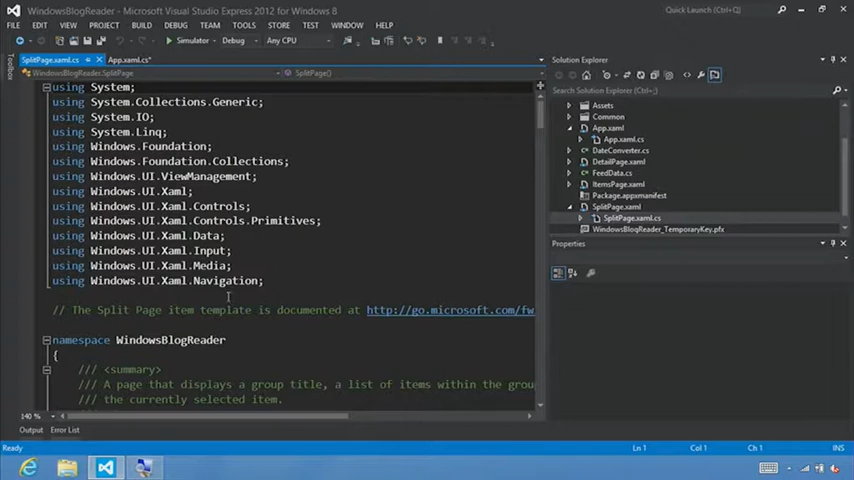 WindowsBlogReader - Microsoft Visual Studio Express 2012 for Windows 8
Quick Launch (Ctrl+Q)
FILE EDIT VIEW PROJECT BUILD DEBUG TEAM TOOLS STORE TEST WINDOW HELP
Simulator Debug Any CPU
Toolbox
SplitPage.xaml.cs App.xaml.cs*
WindowsBlogReader.SplitPage SplitPage()
using System;
using System.Collections.Generic;
using System.IO;
using System.Linq;
using Windows.Foundation;
using Windows.Foundation.Collections;
using Windows.UI.ViewManagement;
using Windows.UI.Xaml;
using Windows.UI.Xaml.Controls;
using Windows.UI.Xaml.Controls.Primitives;
using Windows.UI.Xaml.Data;
using Windows.UI.Xaml.Input;
using Windows.UI.Xaml.Media;
using Windows.UI.Xaml.Navigation;
// The Split Page item template is documented at http://go.microsoft.com/fw
namespace WindowsBlogReader
{
/// <summary>
/// A page that displays a group title, a list of items within the grou
/// the currently selected item.
140 %
Solution Explorer
Search Solution Explorer (Ctrl+;)
Assets
Common
App.xaml
App.xaml.cs
DateConverter.cs
DetailPage.xaml
FeedData.cs
ItemsPage.xaml
Package.appxmanifest
SplitPage.xaml
SplitPage.xaml.cs
WindowsBlogReader_TemporaryKey.pfx
Properties
Output Error List
Ready Ln 1 Col 1 Ch 1 INS